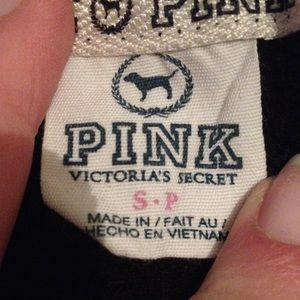 PINK
PINK
VICTORIA'S SECRET
S·P
MADE IN / FAIT AU /
HECHO EN VIETNAM